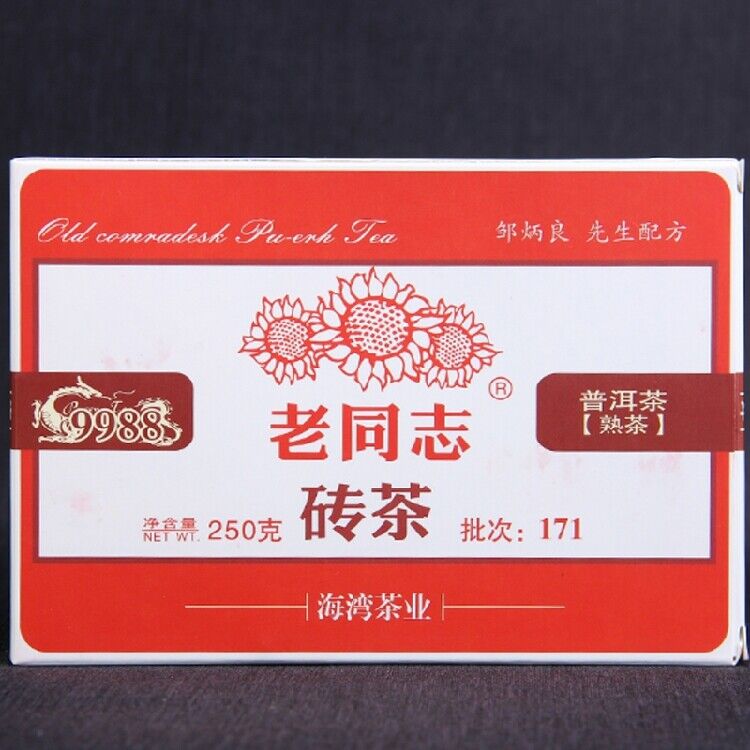 Old comradesk Pu-erh Tea
邹炳良 先生配方
®
9988
普洱茶
【熟茶】
老同志
砖茶
净含量
NET WT. 250克
批次：171
海湾茶业